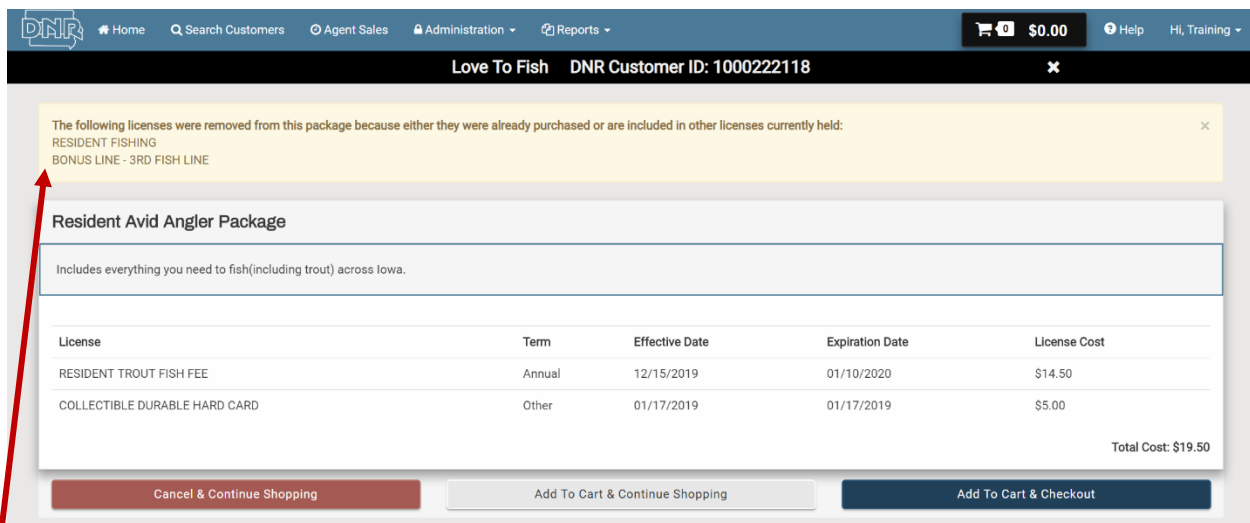 DNR Home Search Customers Agent Sales Administration Reports 0 $0.00 Help Hi, Training
Love To Fish DNR Customer ID: 1000222118
The following licenses were removed from this package because either they were already purchased or are included in other licenses currently held:
RESIDENT FISHING
BONUS LINE - 3RD FISH LINE
Resident Avid Angler Package
Includes everything you need to fish(including trout) across Iowa.
License Term Effective Date Expiration Date License Cost
RESIDENT TROUT FISH FEE Annual 12/15/2019 01/10/2020 $14.50
COLLECTIBLE DURABLE HARD CARD Other 01/17/2019 01/17/2019 $5.00
Total Cost: $19.50
Cancel & Continue Shopping Add To Cart & Continue Shopping Add To Cart & Checkout